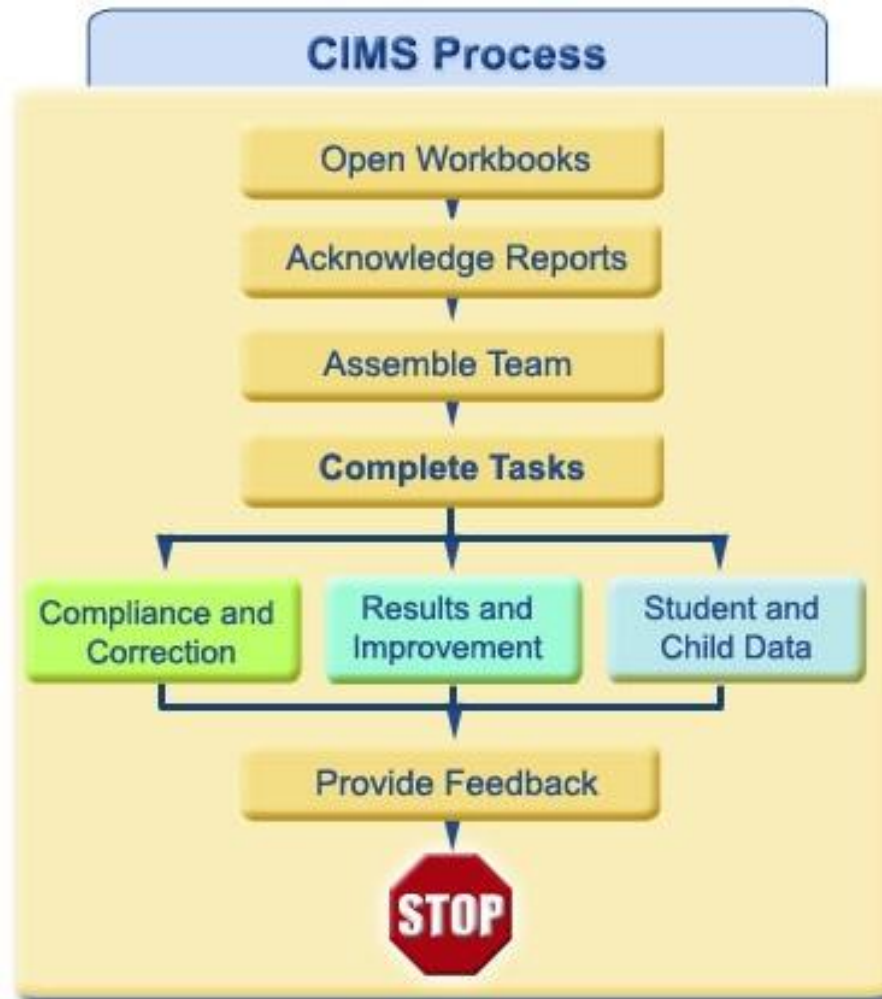 CIMS Process
Open Workbooks
Acknowledge Reports
Assemble Team
Complete Tasks
Compliance and
Correction
Results and
Improvement
Student and
Child Data
Provide Feedback
STOP